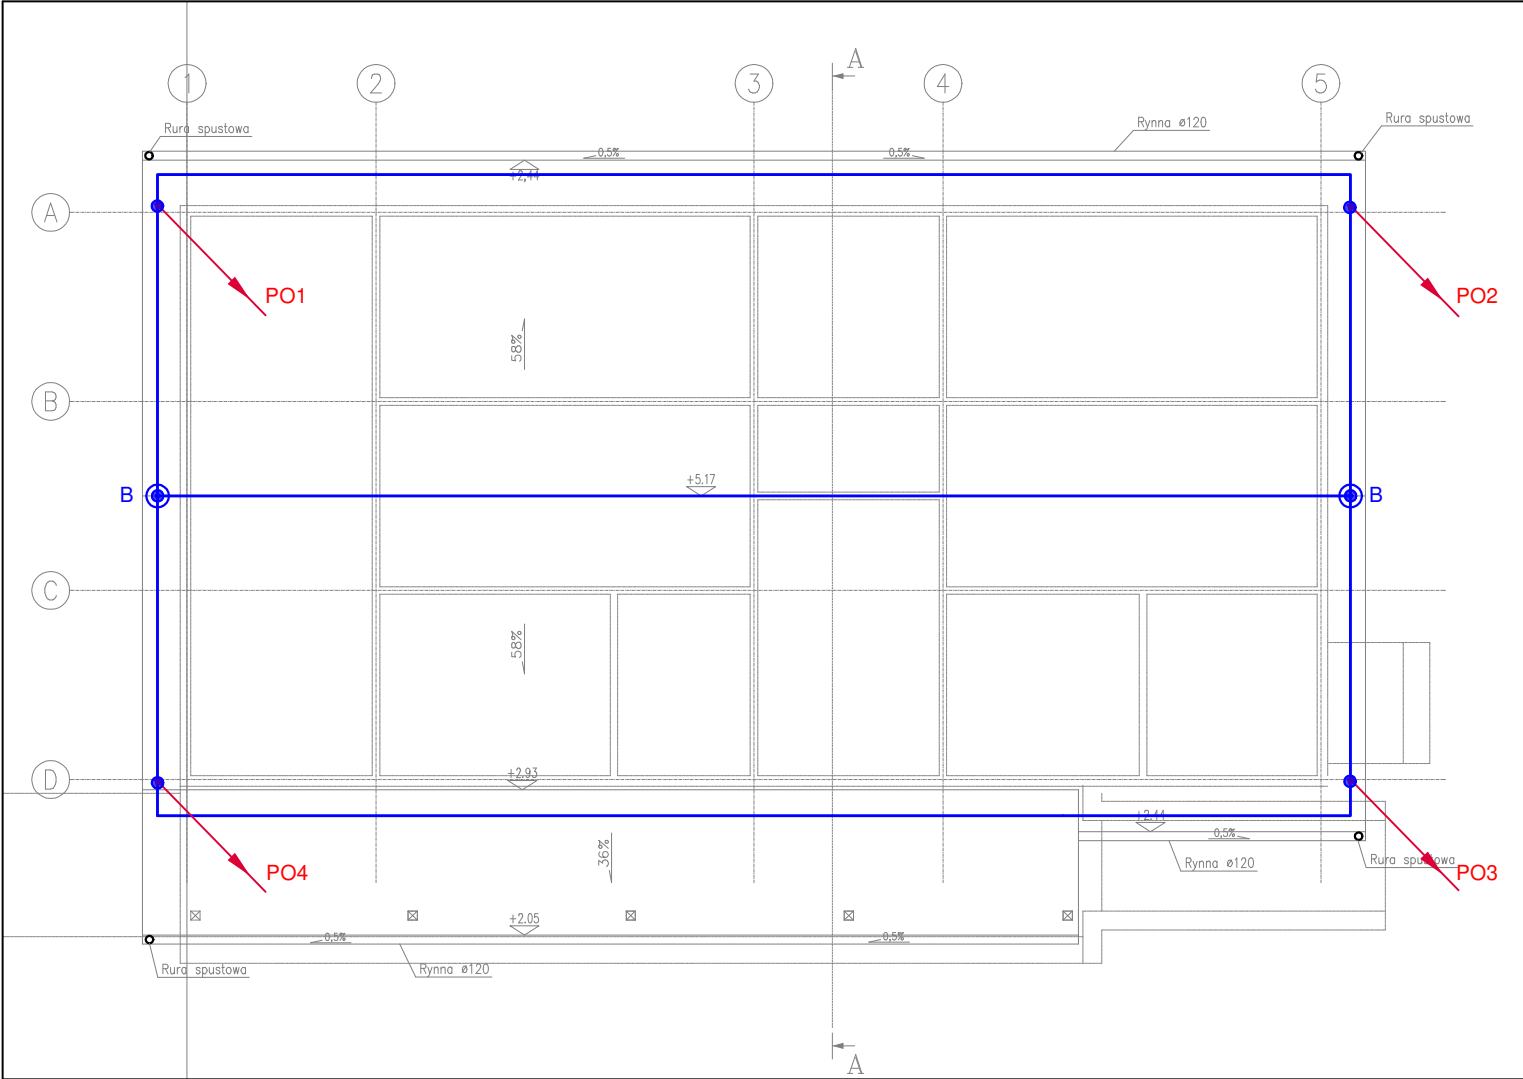 A
1
2
3
4
5
Rura spustowa
Rynna ø120
Rura spustowa
0,5%
0,5%
+2,44
A
PO1
PO2
58%
B
+5.17
B
B
C
58%
D
+2.93
+2.44
0,5%
36%
PO4
Rynna ø120
Rura spustowa
PO3
+2.05
0,5%
0,5%
Rura spustowa
Rynna ø120
A